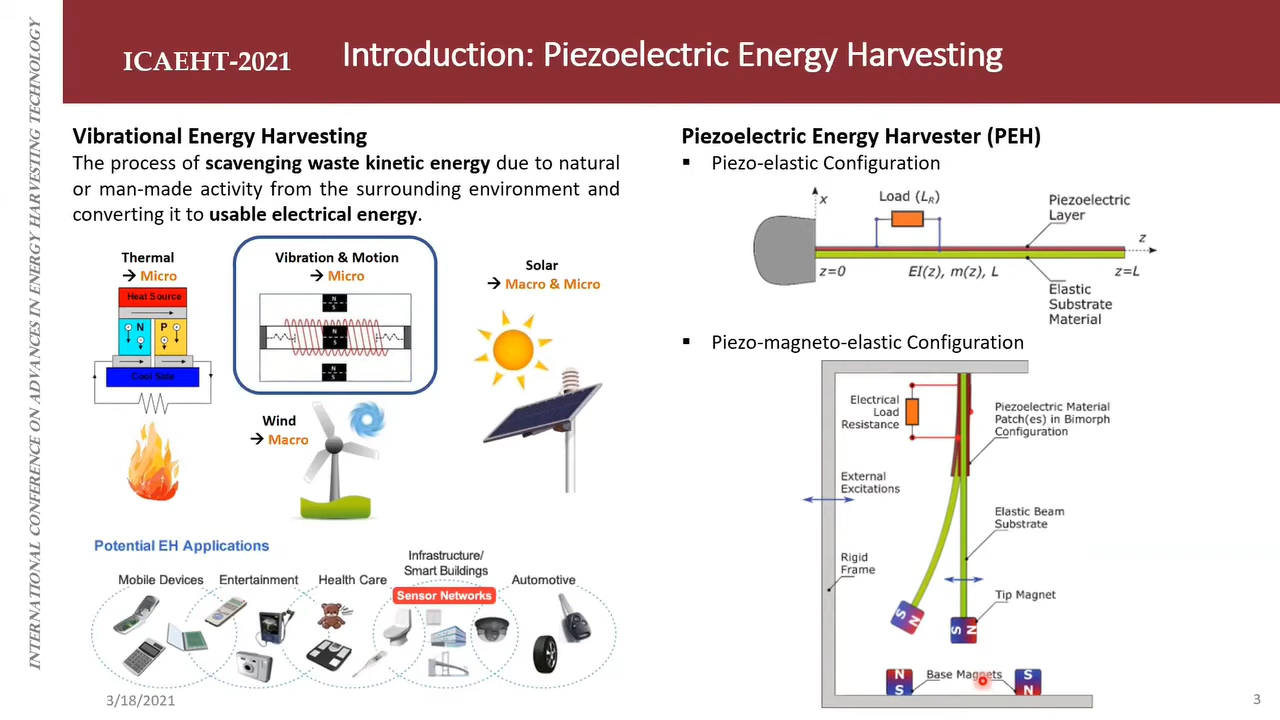 INTERNATIONAL CONFERENCE ON ADVANCES IN ENERGY HARVESTING TECHNOLOGY
ICAEHT-2021
Introduction: Piezoelectric Energy Harvesting
Vibrational Energy Harvesting
The process of scavenging waste kinetic energy due to natural
or man-made activity from the surrounding environment and
converting it to usable electrical energy.
Thermal
→ Micro
Heat Source
N P
Cool Side
Vibration & Motion
→ Micro
N
S
N
S
N
S
Solar
→ Macro & Micro
Wind
→ Macro
Potential EH Applications
Mobile Devices
Entertainment
Health Care
Infrastructure/
Smart Buildings
Sensor Networks
Automotive
3/18/2021
Piezoelectric Energy Harvester (PEH)
▪ Piezo-elastic Configuration
x
Load (LR)
Piezoelectric
Layer
z
z=0
EI(z), m(z), L
z=L
Elastic
Substrate
Material
▪ Piezo-magneto-elastic Configuration
Electrical
Load
Resistance
Piezoelectric Material
Patch(es) in Bimorph
Configuration
External
Excitations
Elastic Beam
Substrate
Rigid
Frame
Tip Magnet
S N
S N
N
S
Base Magnets
S
N
3